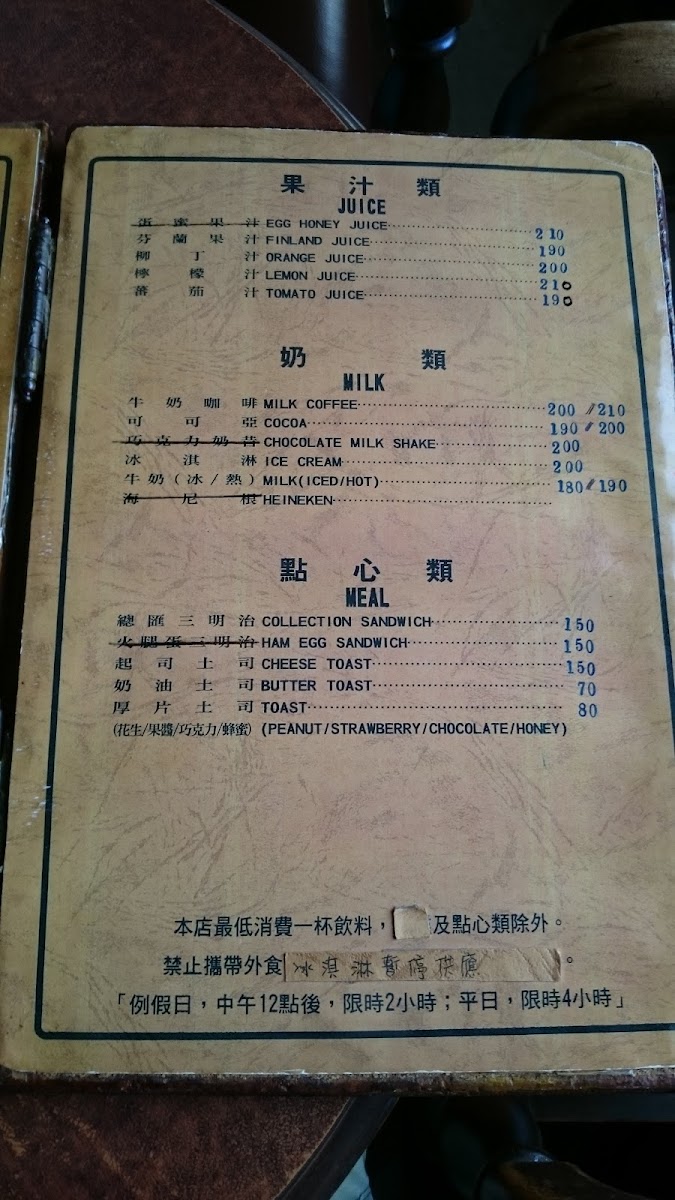 果汁類
JUICE
蛋蜜果汁 EGG HONEY JUICE 210
芬蘭果汁 FINLAND JUICE 190
柳丁汁 ORANGE JUICE 200
檸檬汁 LEMON JUICE 210
蕃茄汁 TOMATO JUICE 190
奶類
MILK
牛奶咖啡 MILK COFFEE 200/210
可可亞 COCOA 190/200
巧克力奶昔 CHOCOLATE MILK SHAKE 200
冰淇淋 ICE CREAM 200
牛奶(冰/熱) MILK(ICED/HOT) 180/190
海尼根 HEINEKEN
點心類
MEAL
總匯三明治 COLLECTION SANDWICH 150
火腿蛋三明治 HAM EGG SANDWICH 150
起司土司 CHEESE TOAST 150
奶油土司 BUTTER TOAST 70
厚片土司 TOAST 80
(花生/果醬/巧克力/蜂蜜) (PEANUT/STRAWBERRY/CHOCOLATE/HONEY)
本店最低消費一杯飲料，及點心類除外。
禁止攜帶外食 冰淇淋暫停供應。
「例假日，中午12點後，限時2小時；平日，限時4小時」